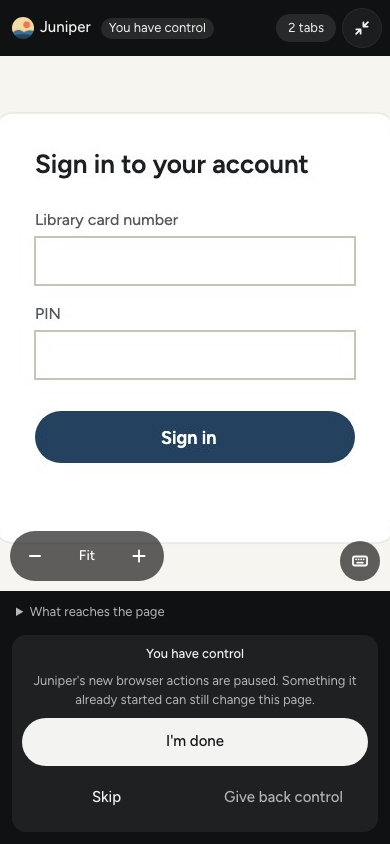 Juniper
You have control
2 tabs
Sign in to your account
Library card number
PIN
Sign in
Fit
What reaches the page
You have control
Juniper's new browser actions are paused. Something it
already started can still change this page.
I'm done
Skip
Give back control